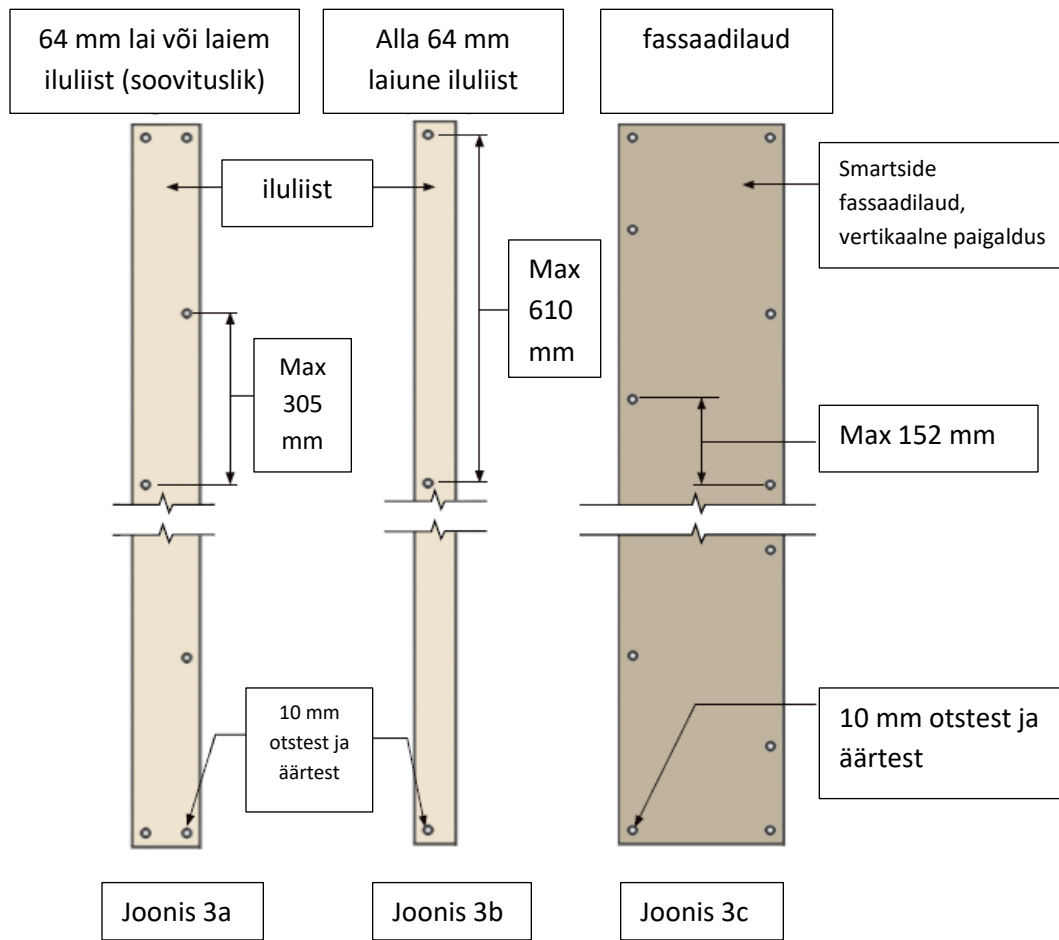 64 mm lai või laiem
iluliist (soovituslik)
Alla 64 mm
laiune iluliist
fassaadilaud
iluliist
Smartside
fassaadilaud,
vertikaalne paigaldus
Max
610
mm
Max
305
mm
Max 152 mm
10 mm
otstest ja
äärtest
10 mm otstest ja
äärtest
Joonis 3a
Joonis 3b
Joonis 3c